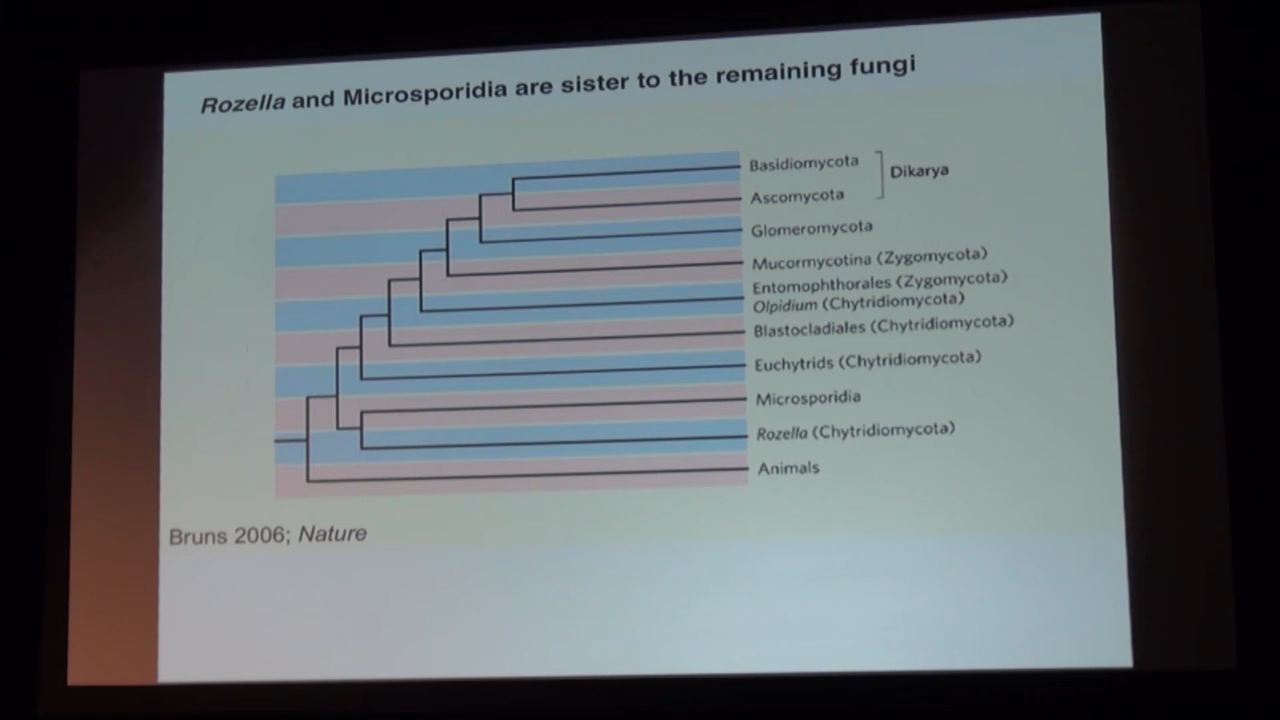 Rozella and Microsporidia are sister to the remaining fungi
Basidiomycota
Dikarya
Ascomycota
Glomeromycota
Mucormycotina (Zygomycota)
Entomophthorales (Zygomycota)
Olpidium (Chytridiomycota)
Blastocladiales (Chytridiomycota)
Euchytrids (Chytridiomycota)
Microsporidia
Rozella (Chytridiomycota)
Animals
Bruns 2006; Nature